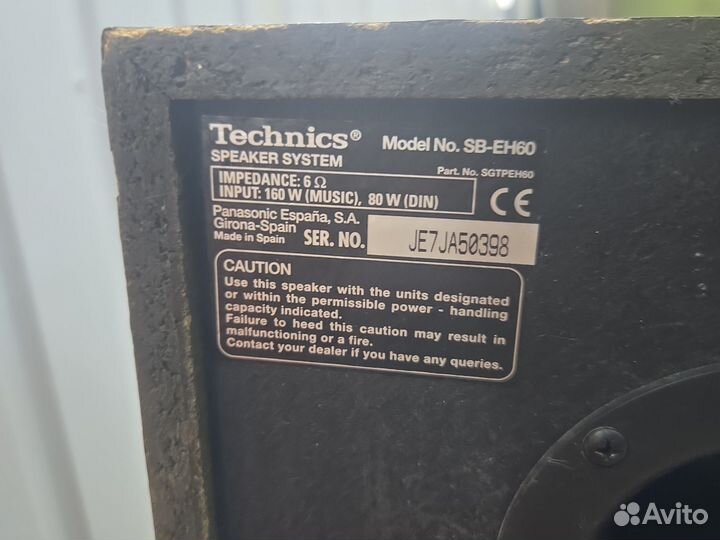 Technics® Model No. SB-EH60
SPEAKER SYSTEM
Part. No. SGTPEH60
IMPEDANCE: 6 Ω
INPUT: 160 W (MUSIC), 80 W (DIN)
CE
Panasonic España, S.A.
Girona-Spain
Made in Spain SER. NO. JE7JA50398
CAUTION
Use this speaker with the units designated
or within the permissible power - handling
capacity indicated.
Failure to heed this caution may result in
malfunctioning or a fire.
Contact your dealer if you have any queries.
Avito